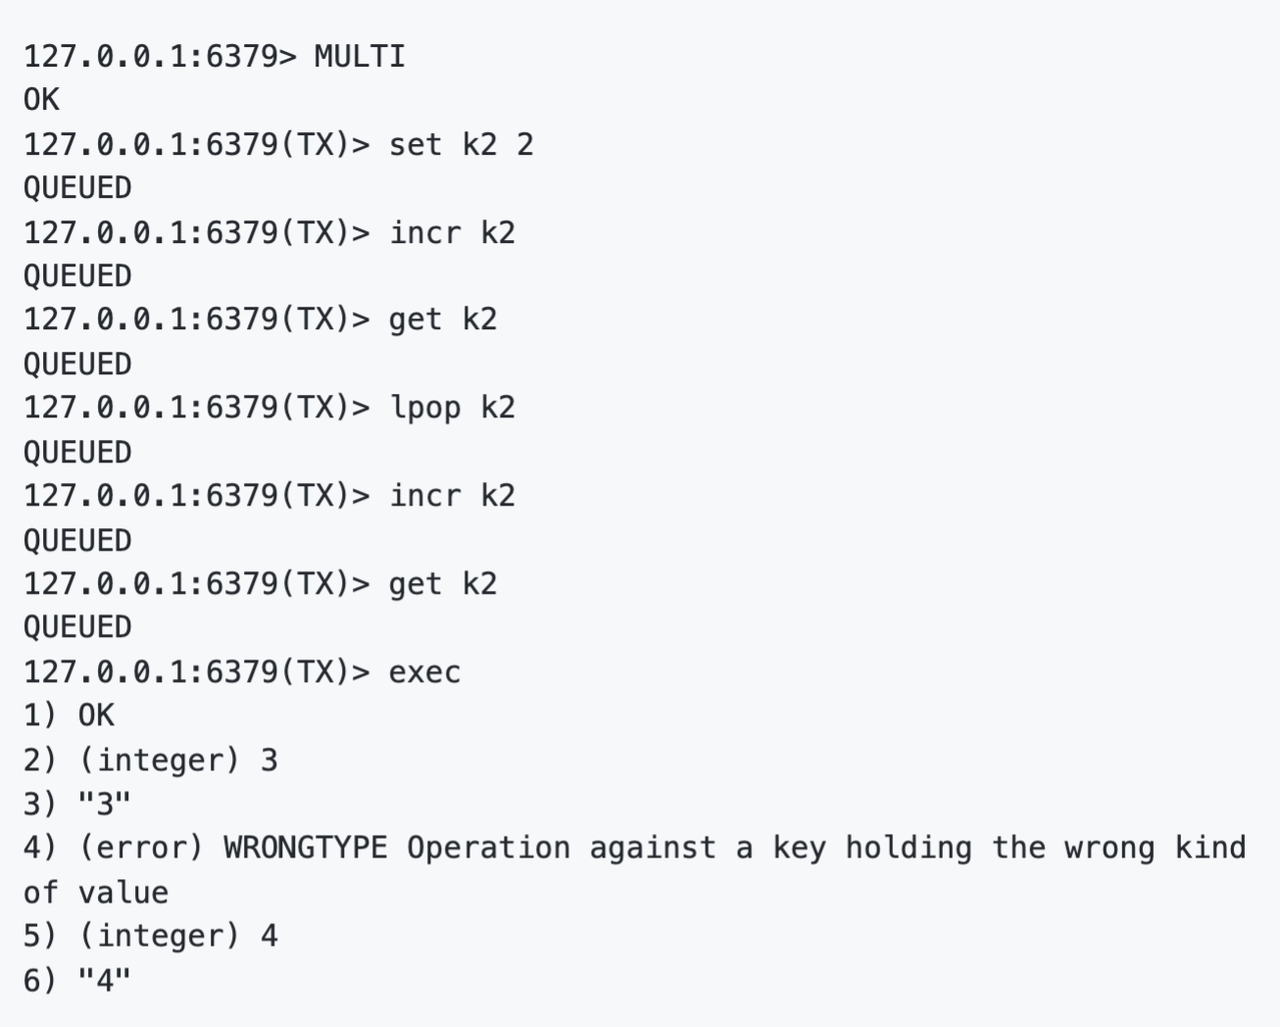 127.0.0.1:6379> MULTI
OK
127.0.0.1:6379(TX)> set k2 2
QUEUED
127.0.0.1:6379(TX)> incr k2
QUEUED
127.0.0.1:6379(TX)> get k2
QUEUED
127.0.0.1:6379(TX)> lpop k2
QUEUED
127.0.0.1:6379(TX)> incr k2
QUEUED
127.0.0.1:6379(TX)> get k2
QUEUED
127.0.0.1:6379(TX)> exec
1) OK
2) (integer) 3
3) "3"
4) (error) WRONGTYPE Operation against a key holding the wrong kind
of value
5) (integer) 4
6) "4"